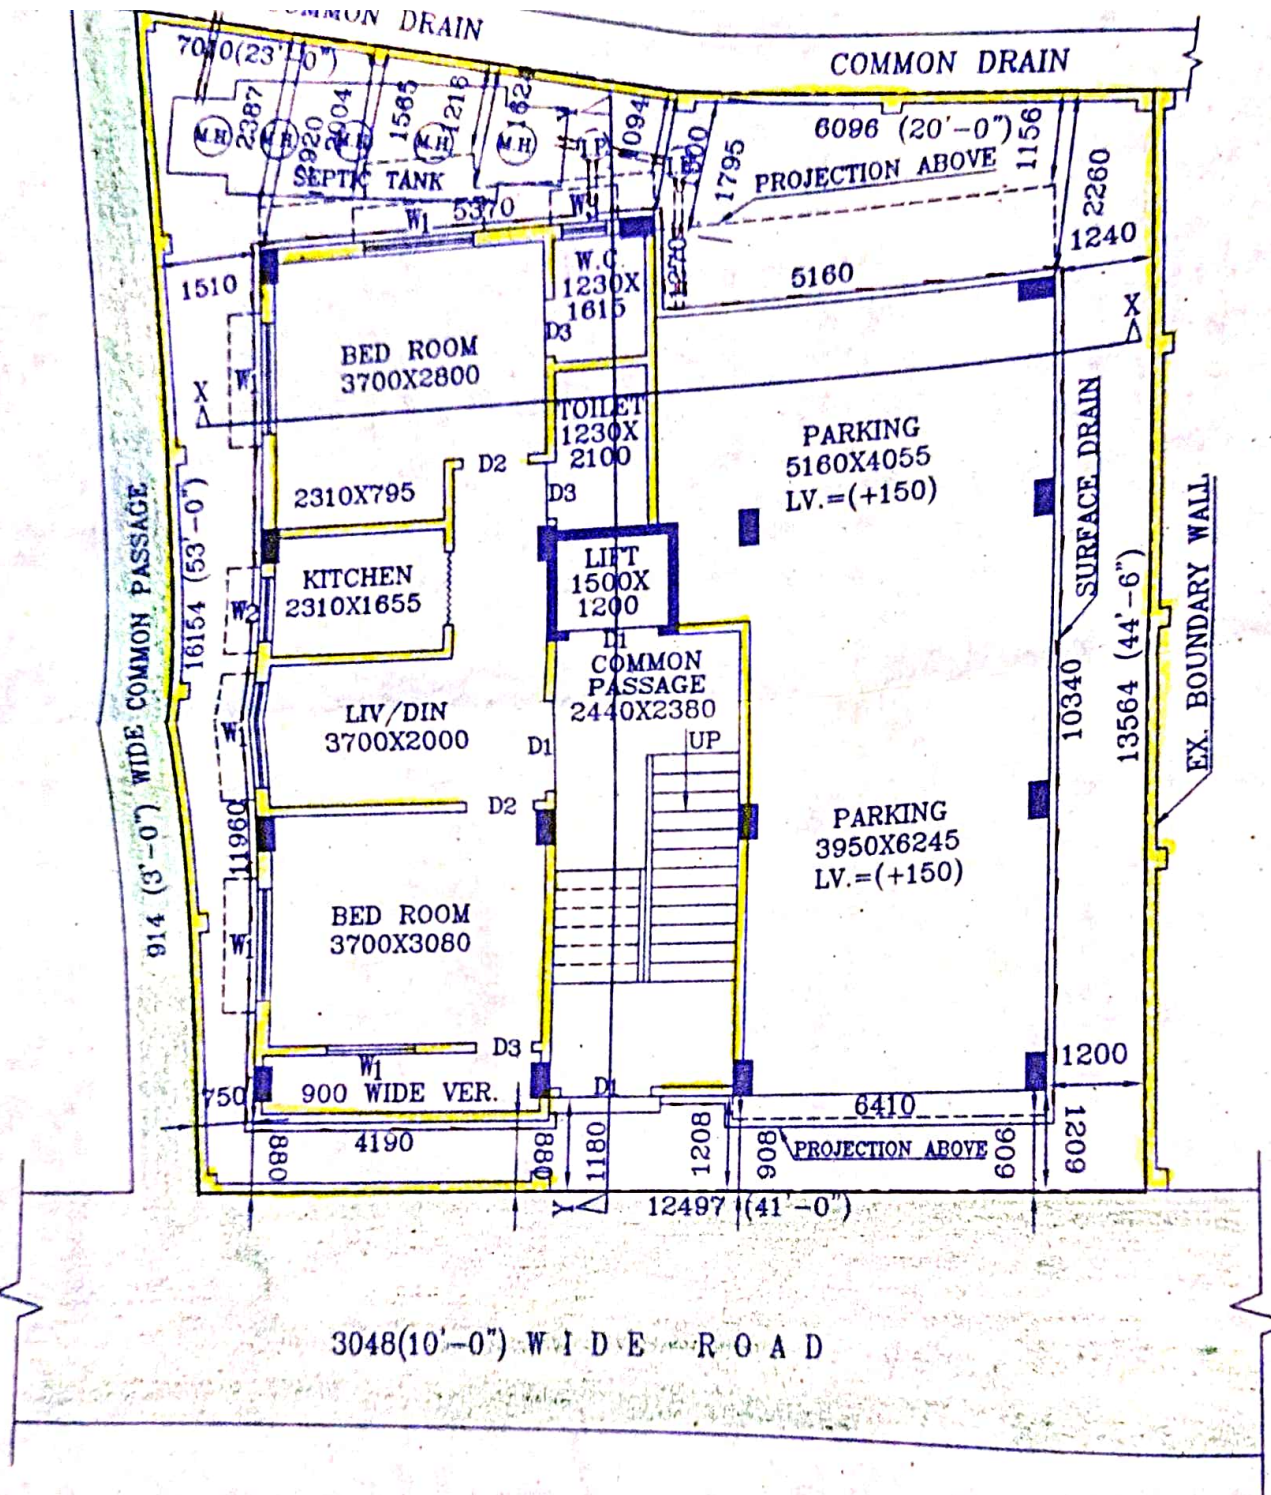 COMMON DRAIN
COMMON DRAIN
7010(23'-0")
6096 (20'-0")
2387
1920
2004
1565
1216
1094
1795
1156
2260
M.H
M.H
M.H
M.H
M.H
SEPTIC TANK
PROJECTION ABOVE
W1
5370
1240
1510
1270
5160
W.C.
1230X
1615
D3
X
X
W1
BED ROOM
3700X2800
TOILET
1230X
2100
D2
D3
2310X795
PARKING
5160X4055
LV.=(+150)
SURFACE DRAIN
EX. BOUNDARY WALL
914 (3'-0") WIDE COMMON PASSAGE
16154 (53'-0")
KITCHEN
2310X1655
W2
LIFT
1500X
1200
D1
COMMON
PASSAGE
2440X2380
UP
10340
13564 (44'-6")
LIV/DIN
3700X2000
W1
D1
D2
11960
PARKING
3950X6245
LV.=(+150)
BED ROOM
3700X3080
W1
D3
W1
D1
750
900 WIDE VER.
1200
6410
4190
880
880
1180
1208
908
PROJECTION ABOVE
909
1209
Y
12497 (41'-0")
3048(10'-0") WIDE ROAD